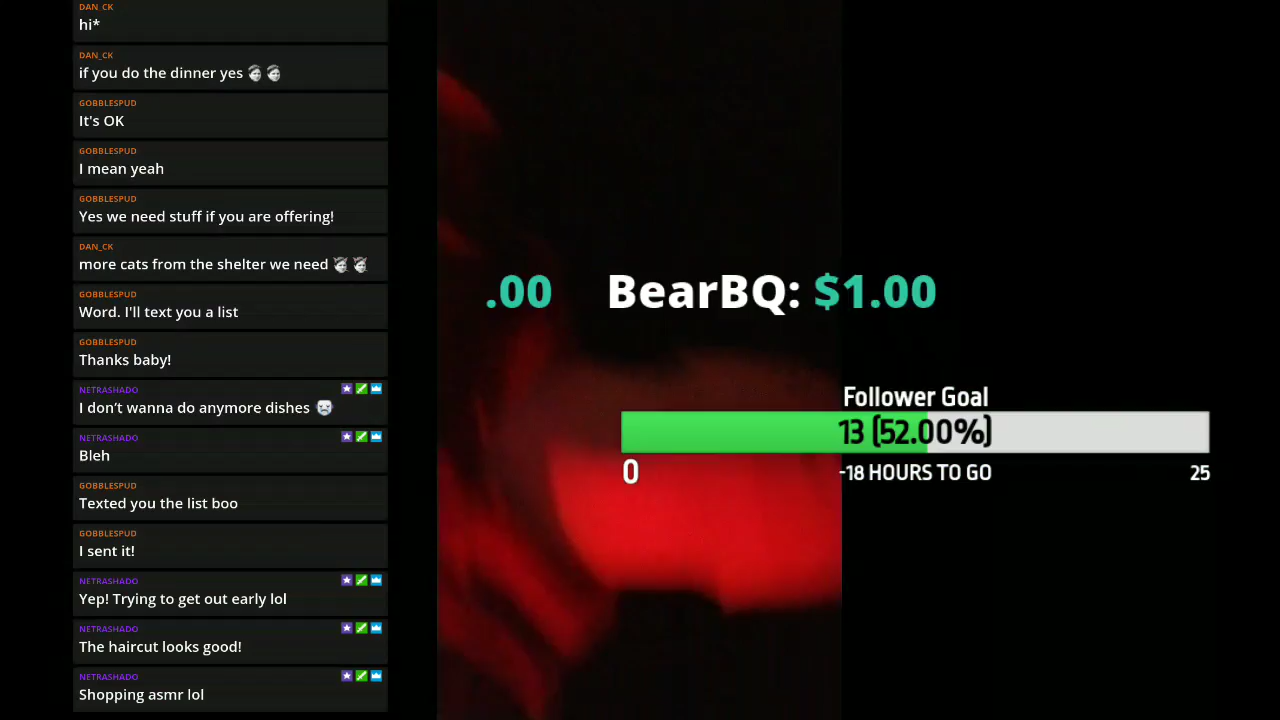 DAN_CK
hi*
DAN_CK
if you do the dinner yes
GOBBLESPUD
It's OK
GOBBLESPUD
I mean yeah
GOBBLESPUD
Yes we need stuff if you are offering!
DAN_CK
more cats from the shelter we need
GOBBLESPUD
Word. I'll text you a list
GOBBLESPUD
Thanks baby!
NETRASHADO
I don’t wanna do anymore dishes
NETRASHADO
Bleh
GOBBLESPUD
Texted you the list boo
GOBBLESPUD
I sent it!
NETRASHADO
Yep! Trying to get out early lol
NETRASHADO
The haircut looks good!
NETRASHADO
Shopping asmr lol
.00 BearBQ: $1.00
Follower Goal
13 (52.00%)
0 -18 HOURS TO GO 25